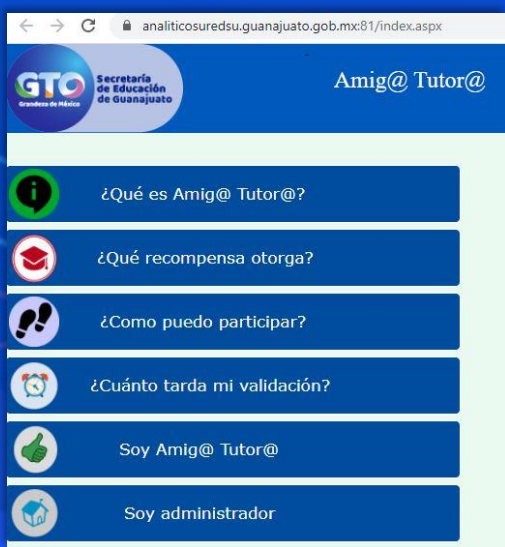 analiticosuredsu.guanajuato.gob.mx:81/index.aspx
GTO
Grandeza de México
Secretaría
de Educación
de Guanajuato
Amig@ Tutor@
¿Qué es Amig@ Tutor@?
¿Qué recompensa otorga?
¿Como puedo participar?
¿Cuánto tarda mi validación?
Soy Amig@ Tutor@
Soy administrador